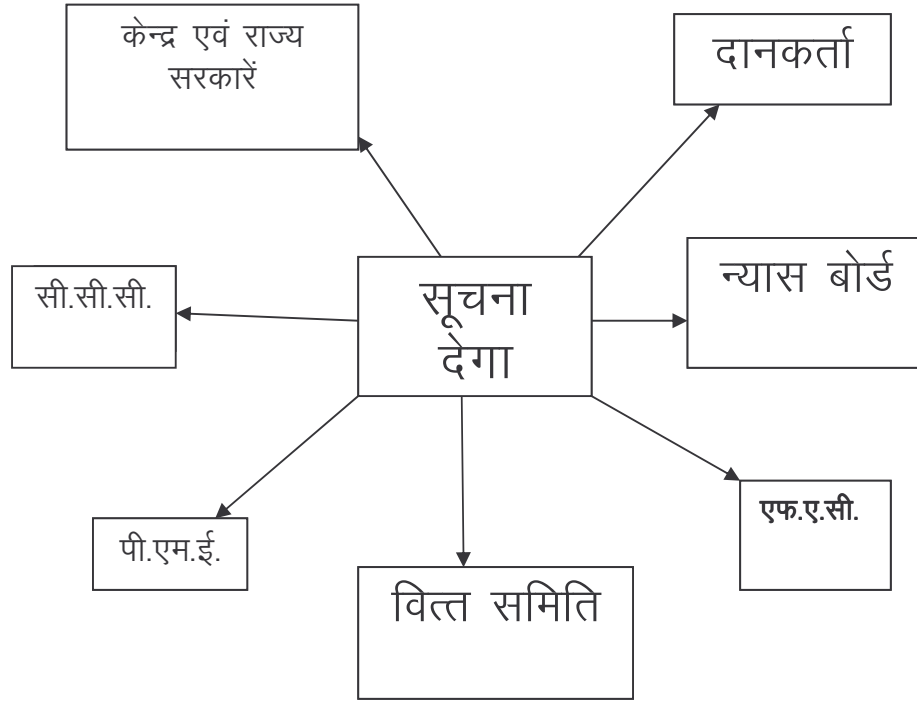 केन्द्र एवं राज्य
सरकारें
दानकर्ता
सी.सी.सी.
सूचना
देगा
न्यास बोर्ड
पी.एम.ई.
वित्त समिति
एफ.ए.सी.